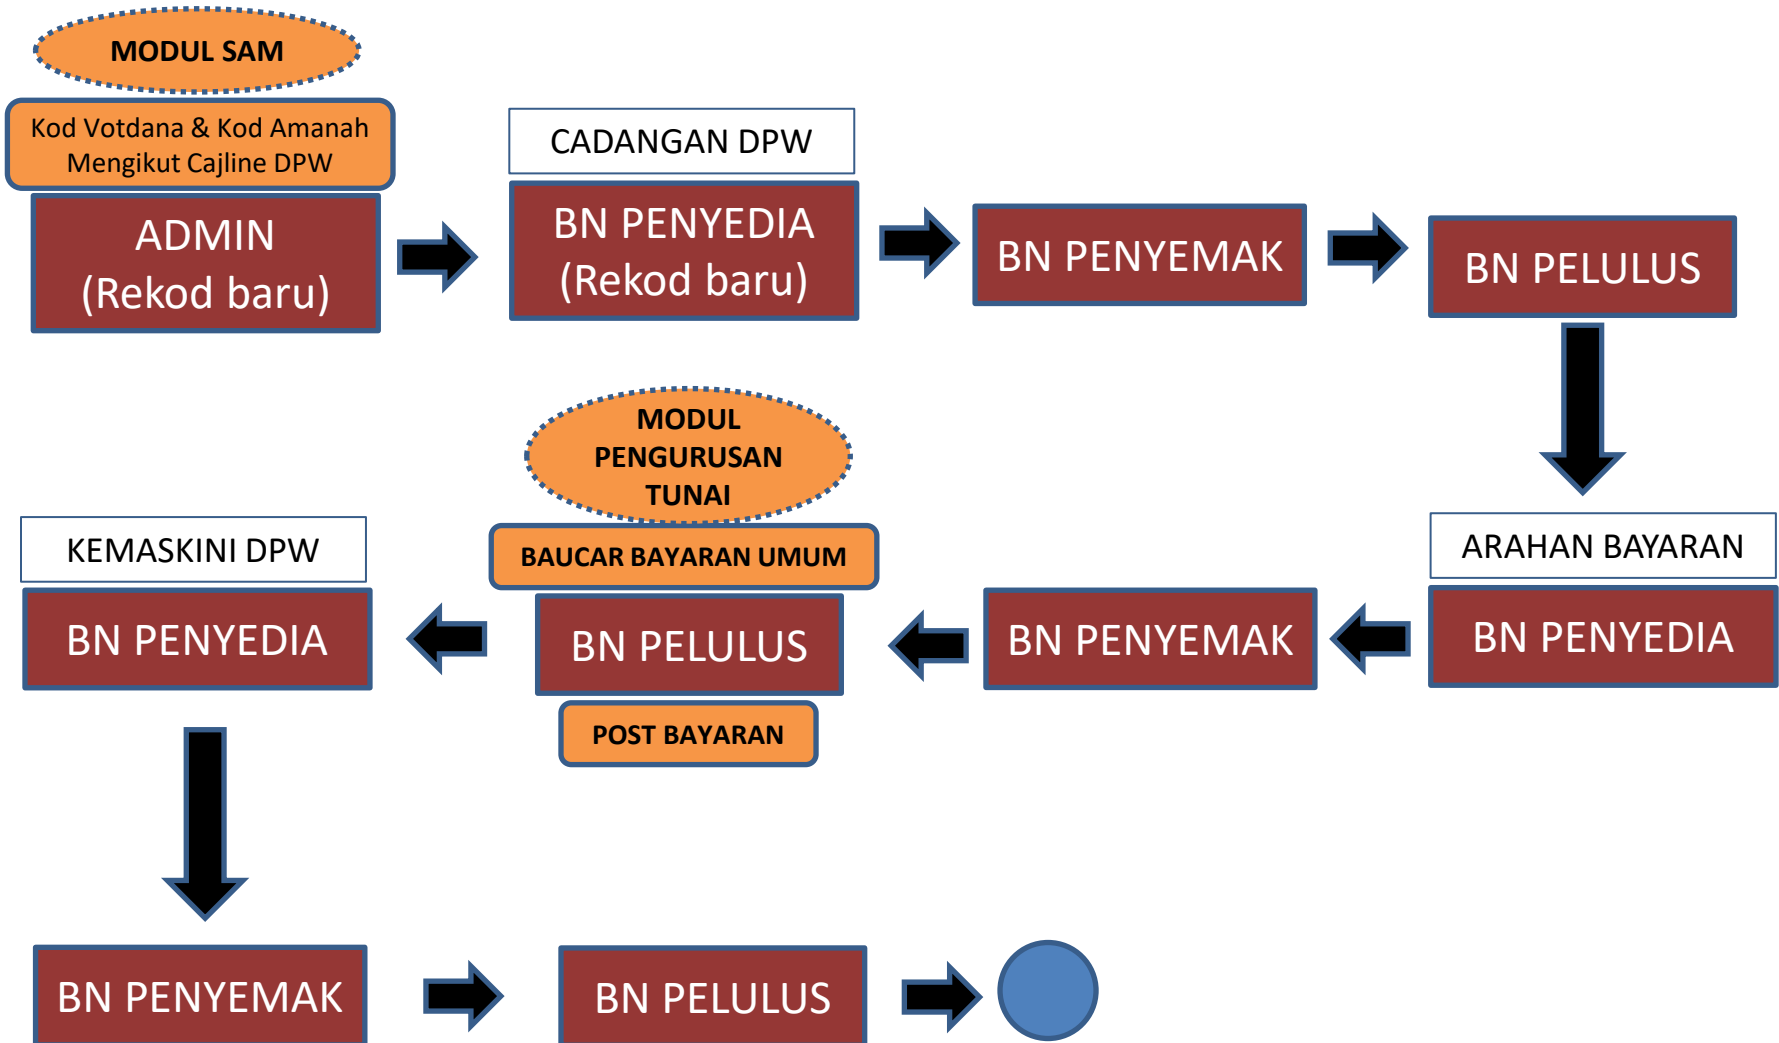 MODUL SAM
Kod Votdana & Kod Amanah
Mengikut Cajline DPW
ADMIN
(Rekod baru)
CADANGAN DPW
BN PENYEDIA
(Rekod baru)
BN PENYEMAK
BN PELULUS
ARAHAN BAYARAN
BN PENYEDIA
BN PENYEMAK
MODUL
PENGURUSAN
TUNAI
BAUCAR BAYARAN UMUM
BN PELULUS
POST BAYARAN
KEMASKINI DPW
BN PENYEDIA
BN PENYEMAK
BN PELULUS